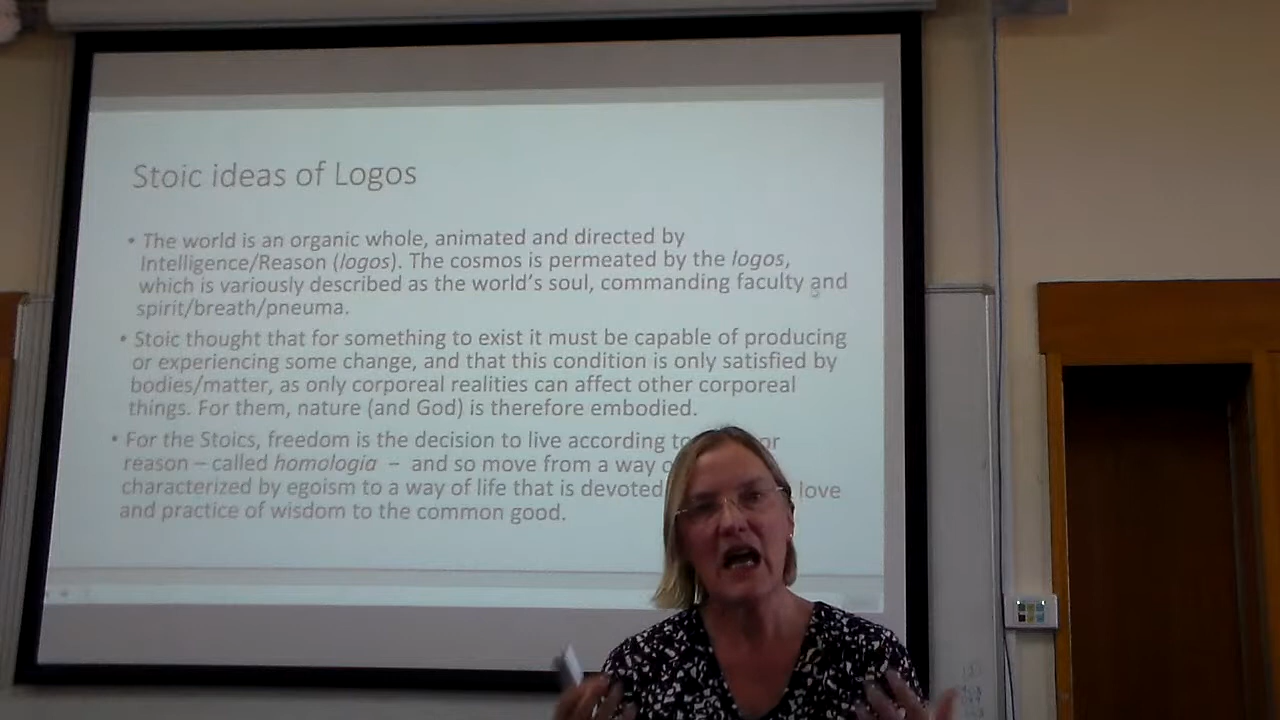 Stoic ideas of Logos
• The world is an organic whole, animated and directed by
Intelligence/Reason (logos). The cosmos is permeated by the logos,
which is variously described as the world's soul, commanding faculty and
spirit/breath/pneuma.
• Stoic thought that for something to exist it must be capable of producing
or experiencing some change, and that this condition is only satisfied by
bodies/matter, as only corporeal realities can affect other corporeal
things. For them, nature (and God) is therefore embodied.
• For the Stoics, freedom is the decision to live according to or
reason – called homologia – and so move from a way
characterized by egoism to a way of life that is devoted love
and practice of wisdom to the common good.